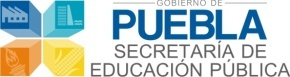 GOBIERNO DE
PUEBLA
SECRETARÍA DE
EDUCACIÓN PÚBLICA